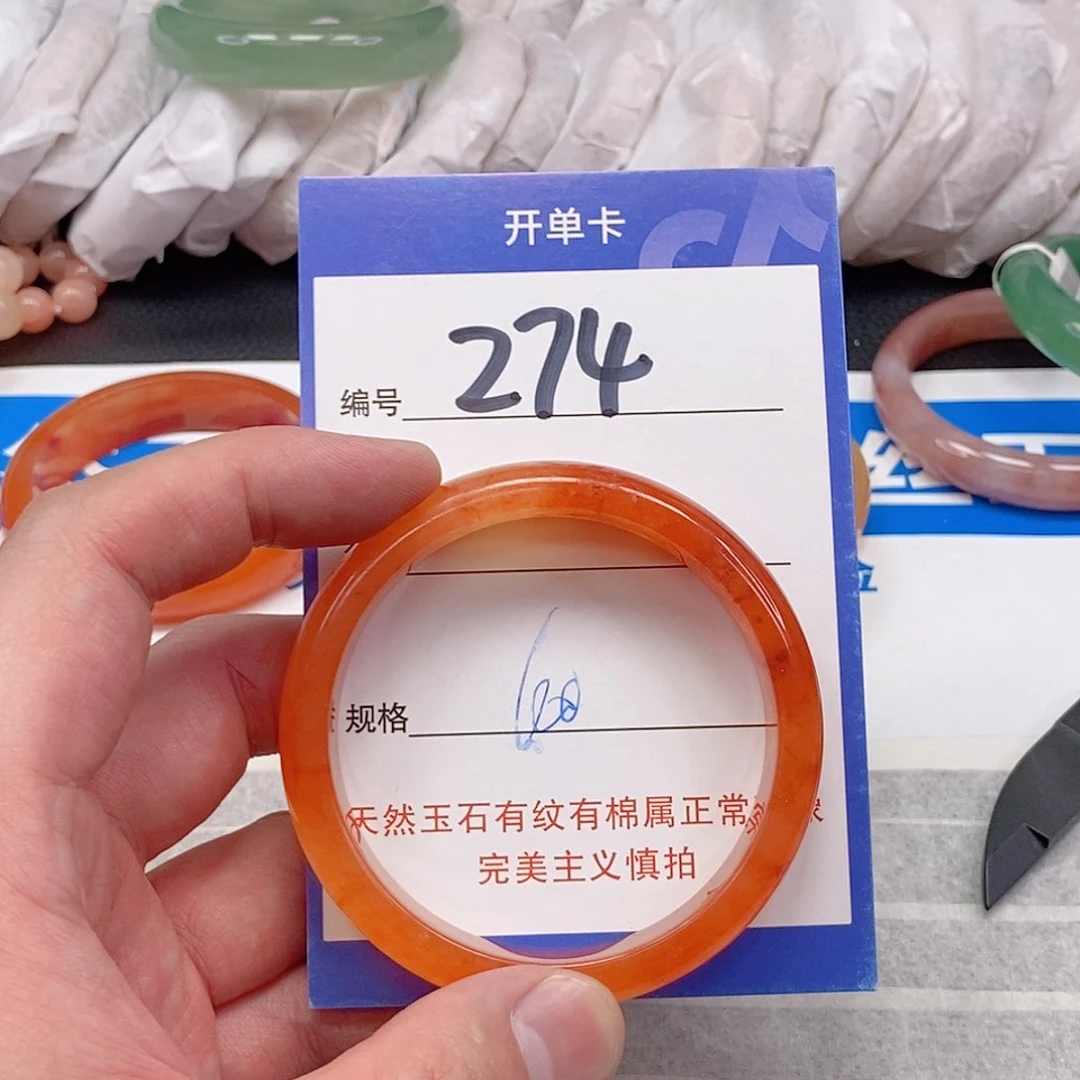 开单卡
编号 274
规格 60
天然玉石有纹有棉属正常
完美主义慎拍